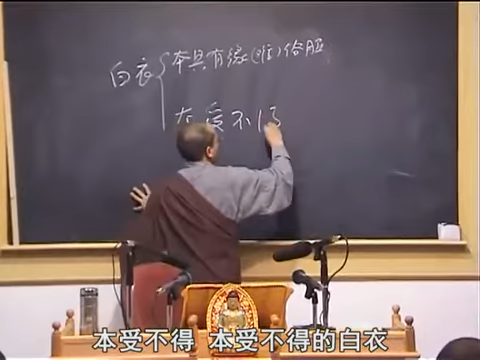 白衣 { 本具有缘(唯)俗服
本受不得
本受不得 本受不得的白衣